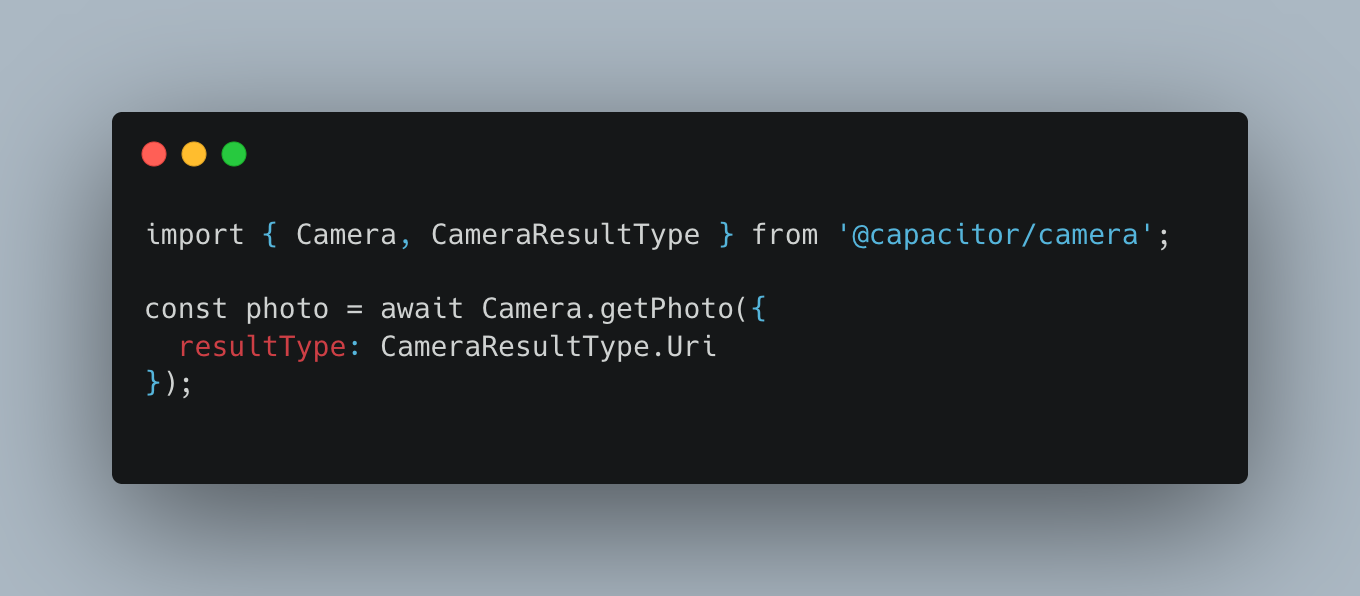 import { Camera, CameraResultType } from '@capacitor/camera';
const photo = await Camera.getPhoto({
  resultType: CameraResultType.Uri
});